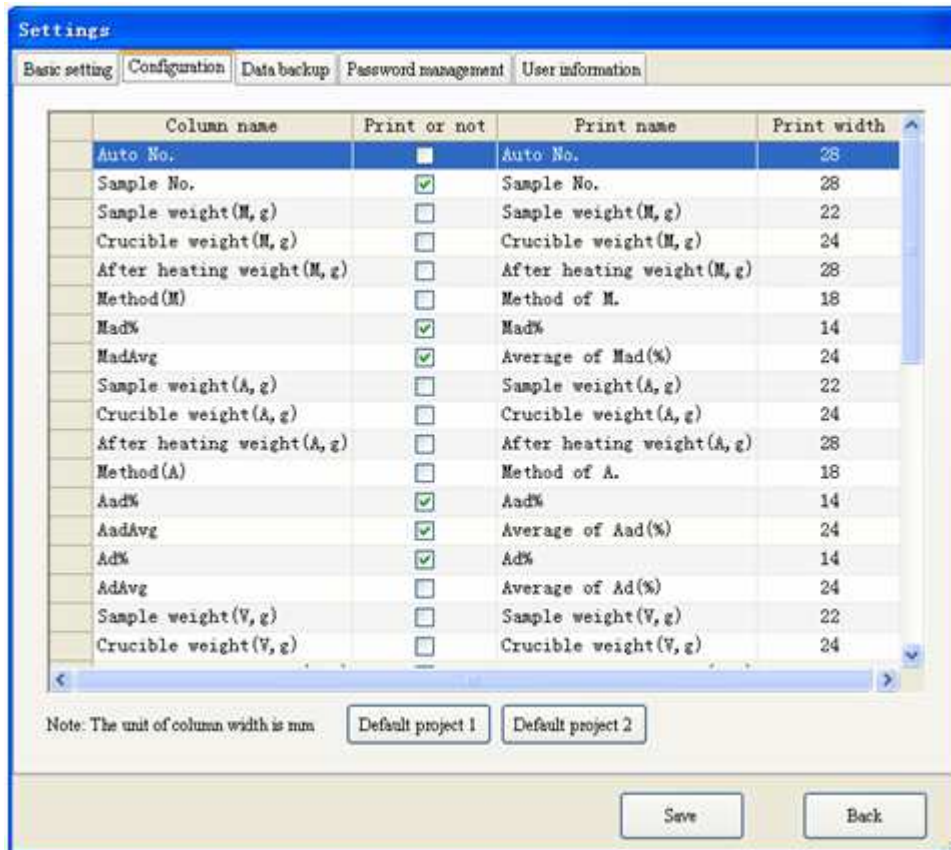 Settings
Basic setting Configuration Data backup Password management User information
Column name Print or not Print name Print width
Auto No. Auto No. 28
Sample No. Sample No. 28
Sample weight(M,g) Sample weight(M,g) 22
Crucible weight(M,g) Crucible weight(M,g) 24
After heating weight(M,g) After heating weight(M,g) 28
Method(M) Method of M. 18
Mad% Mad% 14
MadAvg Average of Mad(%) 24
Sample weight(A,g) Sample weight(A,g) 22
Crucible weight(A,g) Crucible weight(A,g) 24
After heating weight(A,g) After heating weight(A,g) 28
Method(A) Method of A. 18
Aad% Aad% 14
AadAvg Average of Aad(%) 24
Ad% Ad% 14
AdAvg Average of Ad(%) 24
Sample weight(V,g) Sample weight(V,g) 22
Crucible weight(V,g) Crucible weight(V,g) 24
Note: The unit of column width is mm Default project 1 Default project 2
Save Back